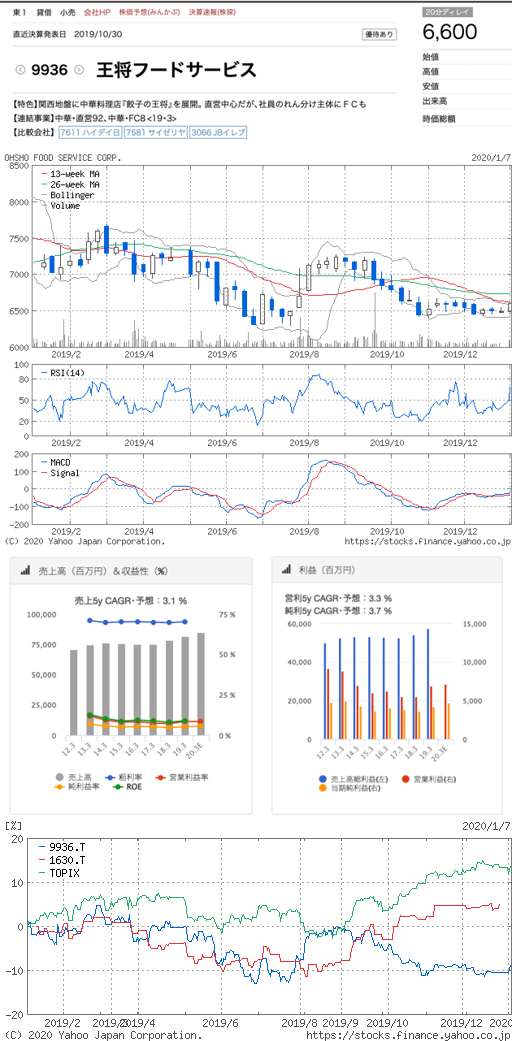 東1 貸借 小売 会社HP 株価予想(みんかぶ) 決算速報(株探)
20分ディレイ
直近決算発表日 2019/10/30
優待あり
6,600
9936 王将フードサービス
始値
高値
安値
出来高
時価総額
【特色】関西地盤に中華料理店『餃子の王将』を展開。直営中心だが、社員のれん分け主体にＦＣも
【連結事業】中華・直営92、中華・FC8 <19・3>
【比較会社】 7611 ハイデイ日 7581 サイゼリヤ 3066 JBイレブ
OHSHO FOOD SERVICE CORP. 2020/1/7
8500
8000
7500
7000
6500
6000
13-week MA
26-week MA
Bollinger
Volume
2019/2 2019/4 2019/6 2019/8 2019/10 2019/12
100
80
50
20
0
RSI(14)
2019/2 2019/4 2019/6 2019/8 2019/10 2019/12
200
100
0
-100
-200
MACD
Signal
2019/2 2019/4 2019/6 2019/8 2019/10 2019/12
(C) 2020 Yahoo Japan Corporation. https://stocks.finance.yahoo.co.jp
売上高（百万円）＆収益性（%）
売上5y CAGR・予想：3.1 %
100,000
75,000
50,000
25,000
0
75 %
50 %
25 %
0 %
12.3 13.3 14.3 15.3 16.3 17.3 18.3 19.3 20.3E
売上高 粗利率 営業利益率
純利益率 ROE
利益（百万円）
営利5y CAGR・予想：3.3 %
純利5y CAGR・予想：3.7 %
60,000
40,000
20,000
0
15,000
10,000
5,000
0
12.3 13.3 14.3 15.3 16.3 17.3 18.3 19.3 20.3E
売上高総利益(左) 営業利益(右)
当期純利益(右)
[%] 2020/1/7
20
10
0
-10
-20
9936.T
1630.T
TOPIX
2019/2 2019/3 2019/4 2019/6 2019/8 2019/9 2019/10 2019/12 2020
(C) 2020 Yahoo Japan Corporation. https://stocks.finance.yahoo.co.jp